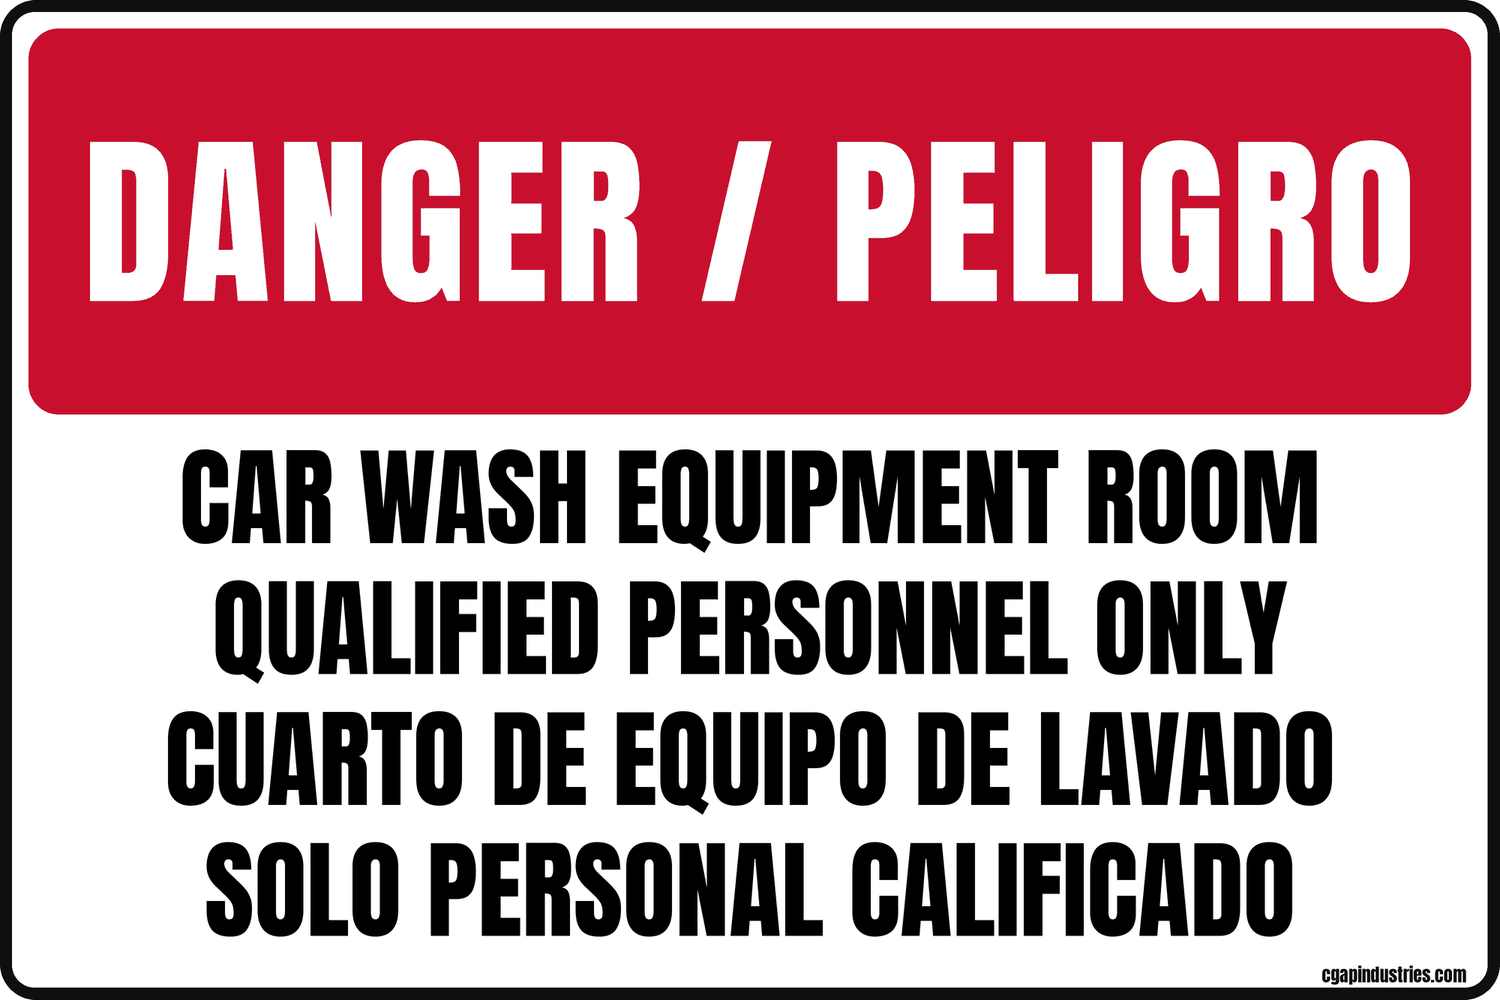 DANGER / PELIGRO
CAR WASH EQUIPMENT ROOM
QUALIFIED PERSONNEL ONLY
CUARTO DE EQUIPO DE LAVADO
SOLO PERSONAL CALIFICADO
cgapindustries.com